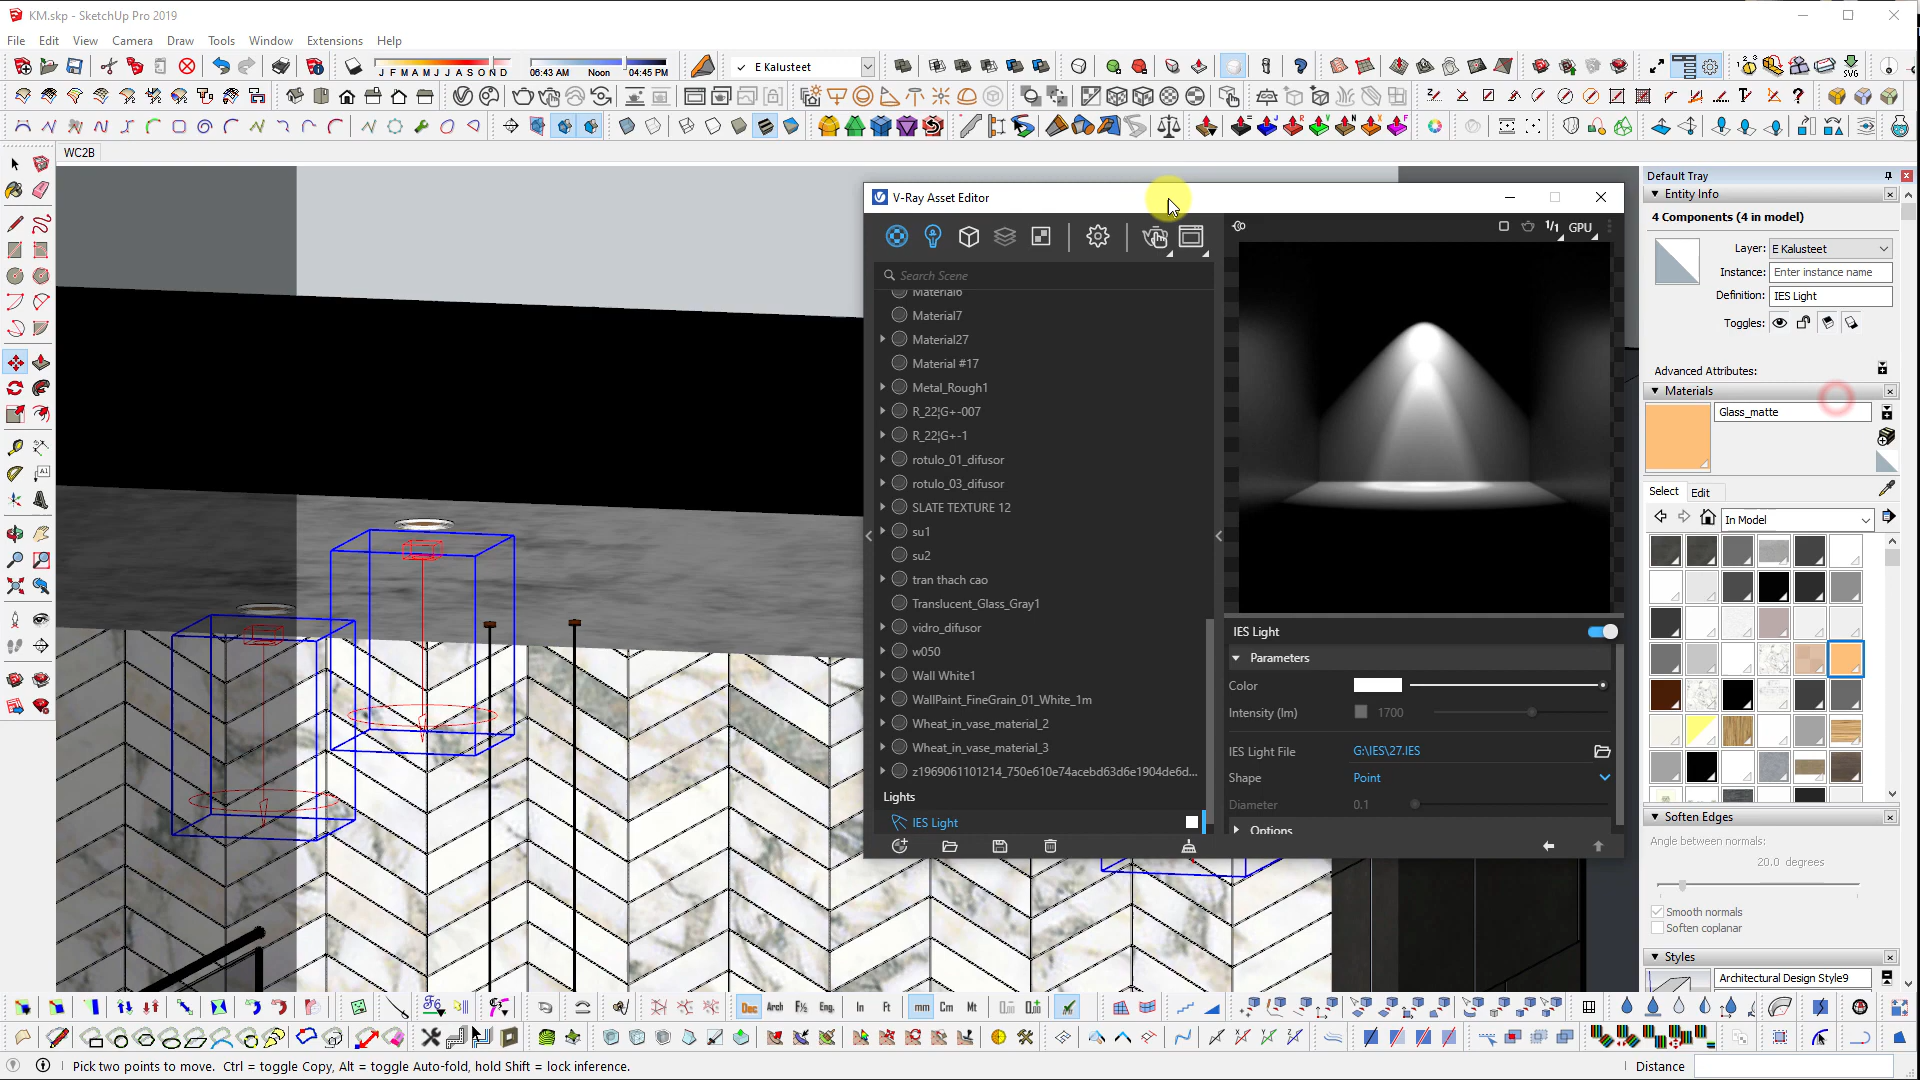 KM.skp - SketchUp Pro 2019
File Edit View Camera Draw Tools Window Extensions Help
J F M A M J J A S O N D
06:43 AM Noon 04:45 PM
✓ E Kalusteet
SVG
WC2B
V-Ray Asset Editor
Search Scene
1/1 GPU
Material6
Material7
Material27
Material #17
Metal_Rough1
R_22¦G+-007
R_22¦G+-1
rotulo_01_difusor
rotulo_03_difusor
SLATE TEXTURE 12
su1
su2
tran thach cao
Translucent_Glass_Gray1
vidro_difusor
w050
Wall White1
WallPaint_FineGrain_01_White_1m
Wheat_in_vase_material_2
Wheat_in_vase_material_3
z1969061101214_750e610e74acebd63d6e1904de6d...
Lights
IES Light
IES Light
Parameters
Color
Intensity (lm) 1700
IES Light File G:\IES\27.IES
Shape Point
Diameter 0.1
Options
Default Tray
Entity Info
4 Components (4 in model)
Layer: E Kalusteet
Instance: Enter instance name
Definition: IES Light
Toggles:
Advanced Attributes:
Materials
Glass_matte
Select Edit
In Model
Soften Edges
Angle between normals:
20.0 degrees
Smooth normals
Soften coplanar
Styles
Architectural Design Style9
Dec Arch F½ Eng. In Ft mm Cm Mt
Pick two points to move. Ctrl = toggle Copy, Alt = toggle Auto-fold, hold Shift = lock inference.
Distance